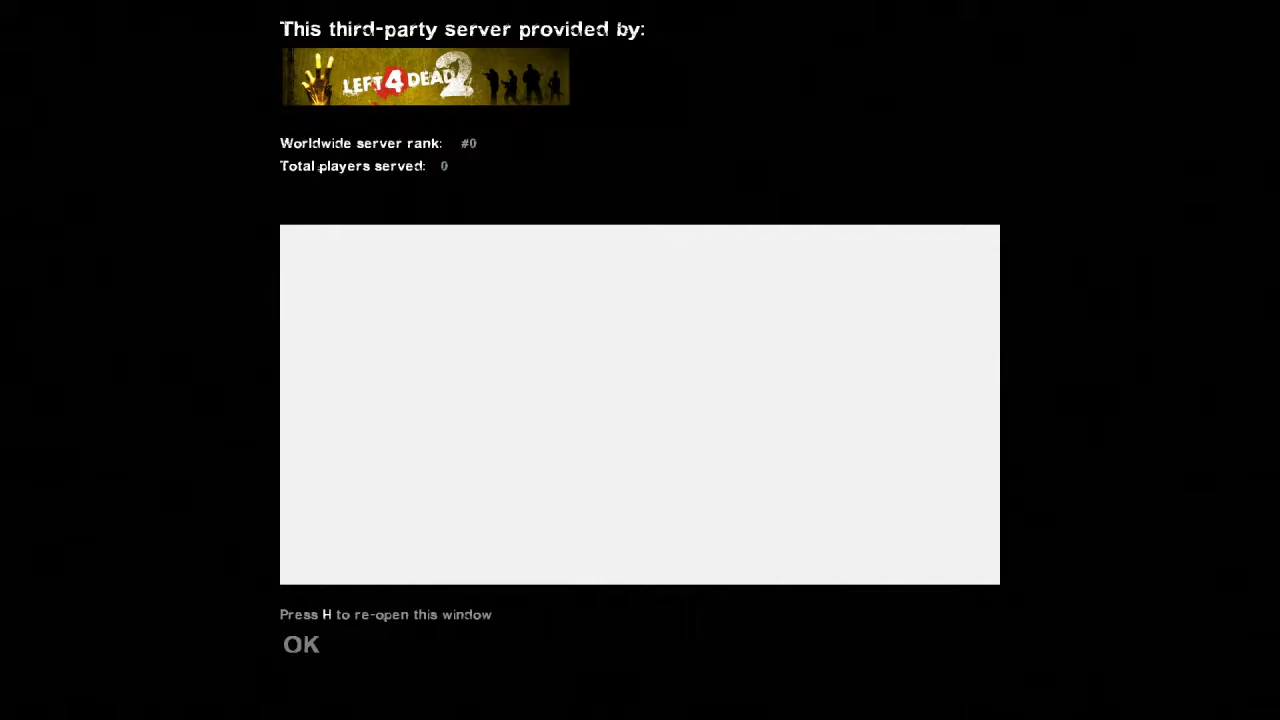 This third-party server provided by:
LEFT 4 DEAD 2
Worldwide server rank: #0
Total players served: 0
Press H to re-open this window
OK